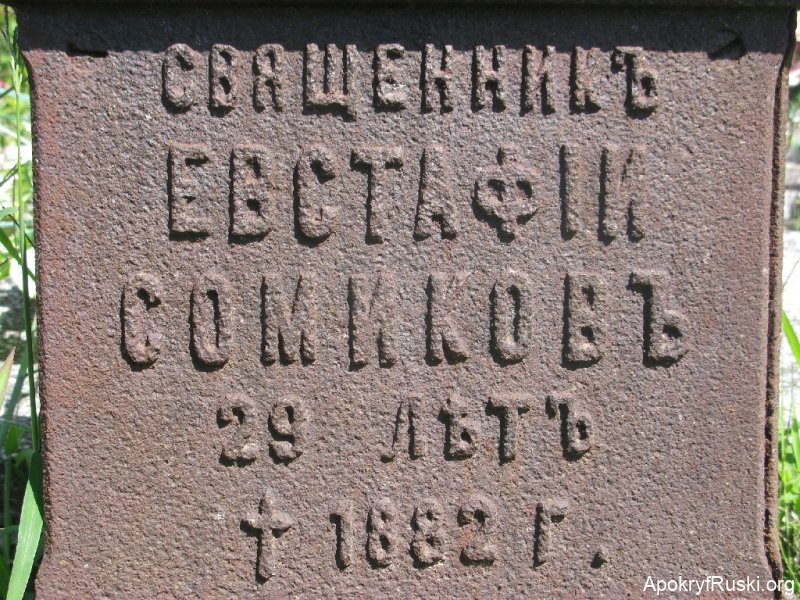 СВЯЩЕННИКЪ
ЕВСТАФІЙ
СОМИКОВЪ
29 ЛѢТЪ
† 1882 г.
ApokryfRuski.org